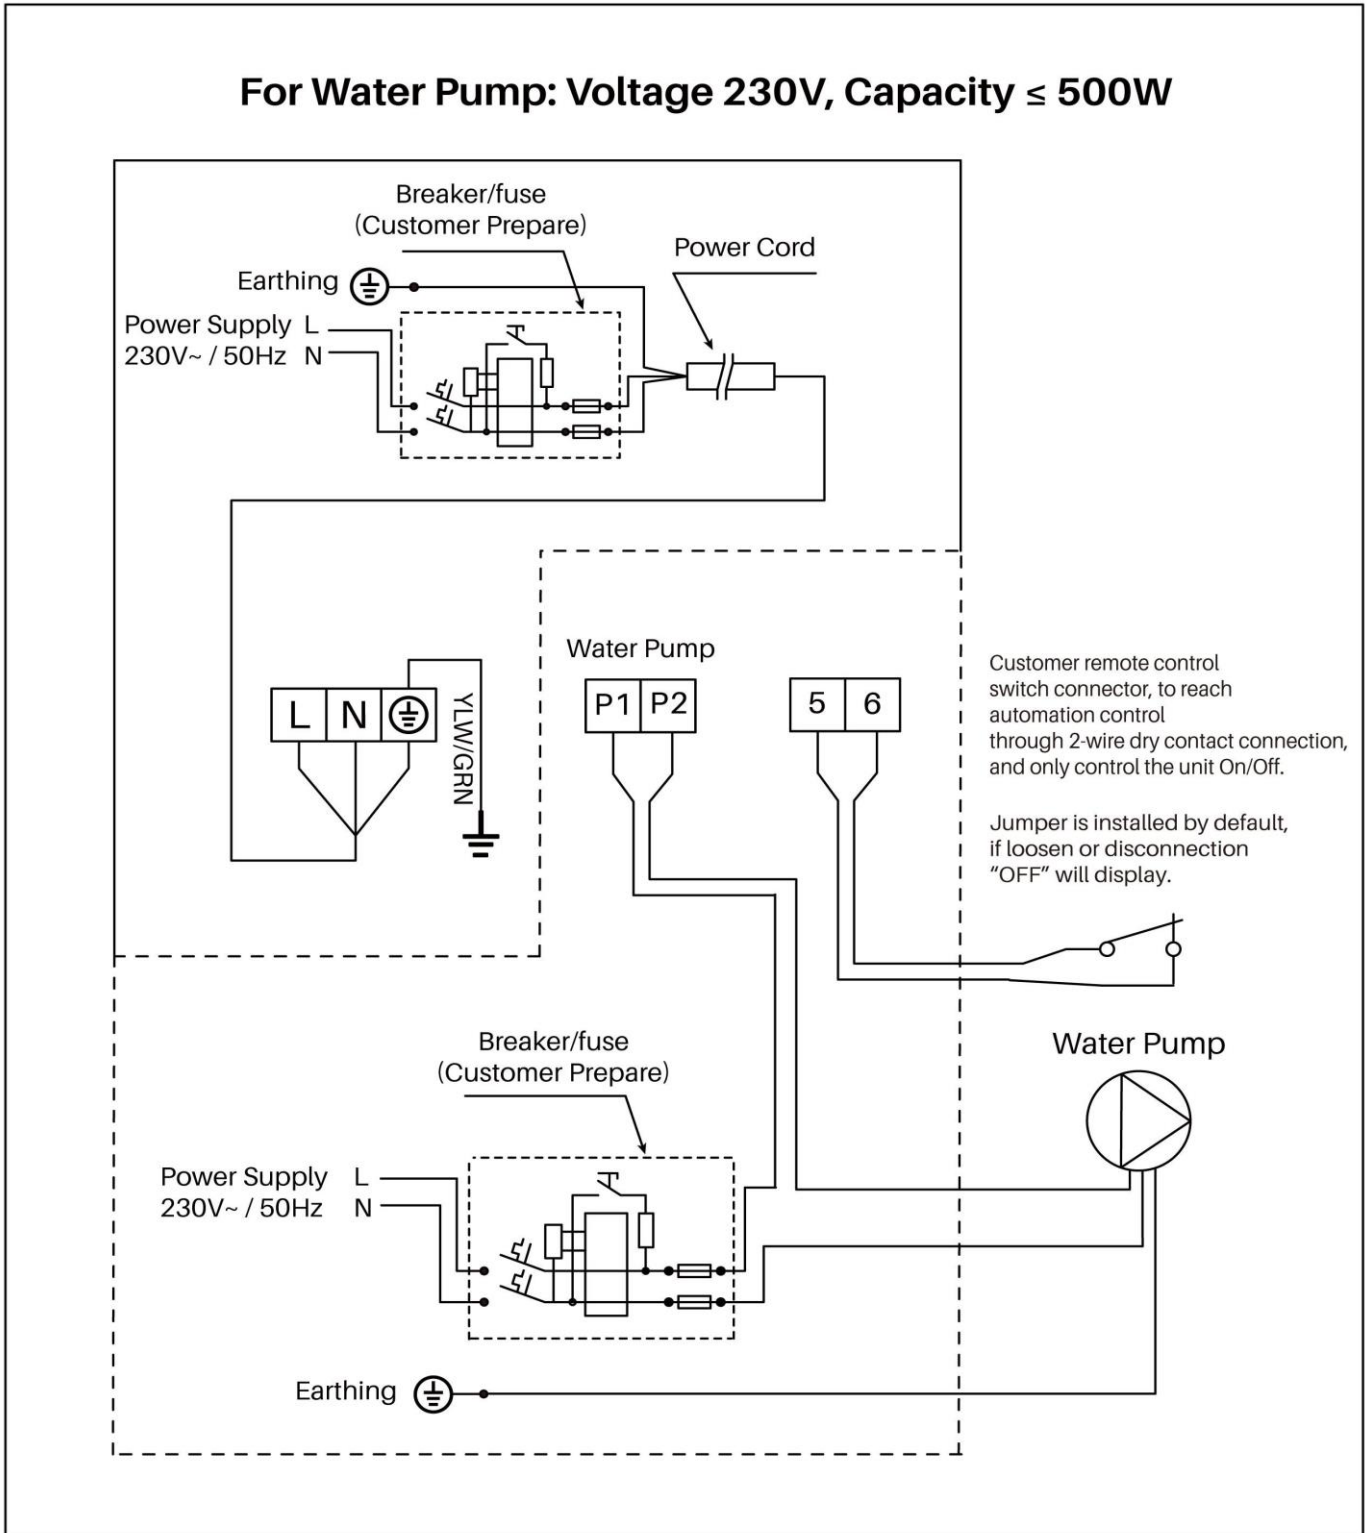 For Water Pump: Voltage 230V, Capacity ≤ 500W
Breaker/fuse
(Customer Prepare)
Power Cord
Earthing
Power Supply L
230V~ / 50Hz N
Water Pump
L N
YLW/GRN
P1 P2
5 6
Customer remote control
switch connector, to reach
automation control
through 2-wire dry contact connection,
and only control the unit On/Off.
Jumper is installed by default,
if loosen or disconnection
“OFF” will display.
Breaker/fuse
(Customer Prepare)
Water Pump
Power Supply L
230V~ / 50Hz N
Earthing